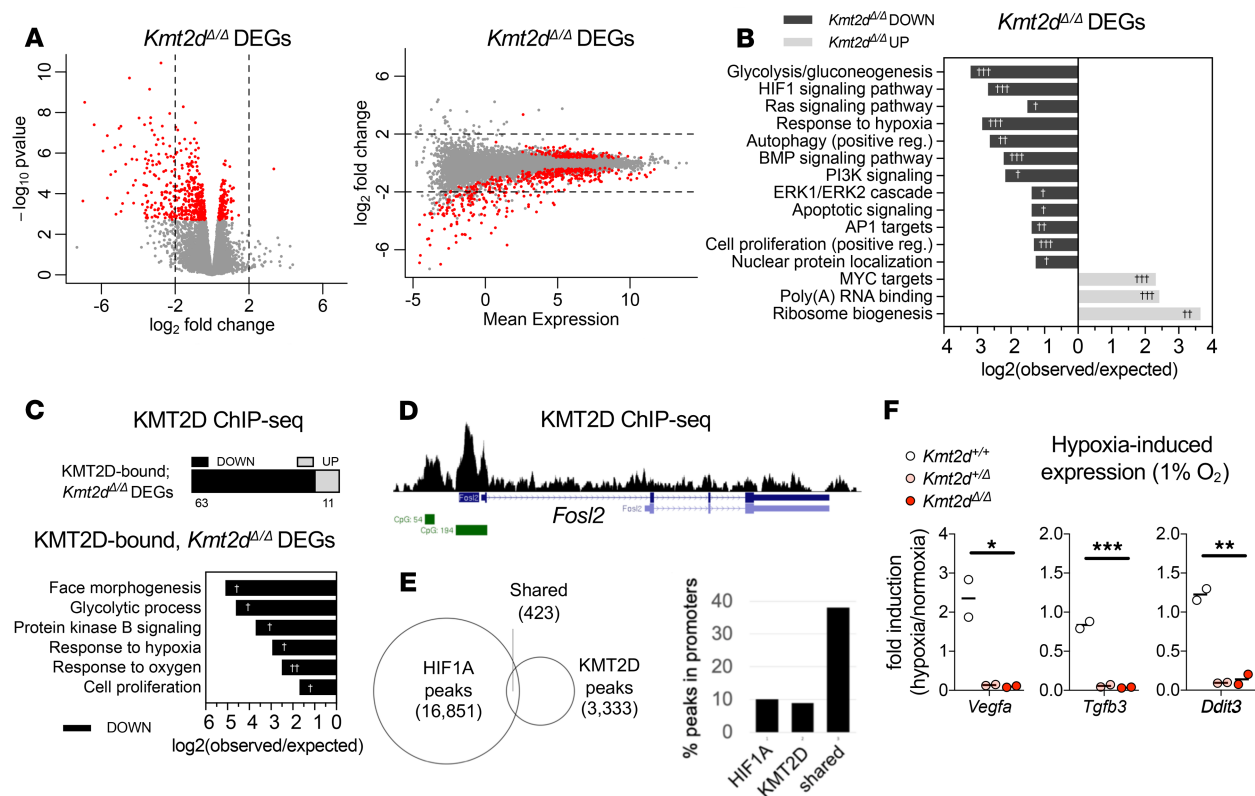 A
Kmt2d^Δ/Δ DEGs
−log10 pvalue
10
8
6
4
2
0
-6
-2
2
6
log2 fold change
Kmt2d^Δ/Δ DEGs
log2 fold change
6
2
-2
-6
-5
0
5
10
Mean Expression
B
Kmt2d^Δ/Δ DOWN
Kmt2d^Δ/Δ UP
Kmt2d^Δ/Δ DEGs
Glycolysis/gluconeogenesis †††
HIF1 signaling pathway †††
Ras signaling pathway †
Response to hypoxia †††
Autophagy (positive reg.) ††
BMP signaling pathway †††
PI3K signaling †
ERK1/ERK2 cascade †
Apoptotic signaling †
AP1 targets ††
Cell proliferation (positive reg.) †††
Nuclear protein localization †
MYC targets †††
Poly(A) RNA binding †††
Ribosome biogenesis ††
4 3 2 1 0 1 2 3 4
log2(observed/expected)
C
KMT2D ChIP-seq
DOWN
UP
KMT2D-bound;
Kmt2d^Δ/Δ DEGs
63
11
KMT2D-bound, Kmt2d^Δ/Δ DEGs
Face morphogenesis †
Glycolytic process †
Protein kinase B signaling †
Response to hypoxia †
Response to oxygen ††
Cell proliferation †
6 5 4 3 2 1 0
DOWN
log2(observed/expected)
D
KMT2D ChIP-seq
Fosl2
Fosl2
Fosl2
CpG: 54
CpG: 194
E
Shared
(423)
HIF1A
peaks
(16,851)
KMT2D
peaks
(3,333)
% peaks in promoters
40
30
20
10
0
HIF1A
KMT2D
shared
F
Kmt2d^+/+
Kmt2d^+/Δ
Kmt2d^Δ/Δ
Hypoxia-induced
expression (1% O2)
fold induction
(hypoxia/normoxia)
4
3
2
1
0
*
Vegfa
2.0
1.5
1.0
0.5
0.0
***
Tgfb3
2.0
1.5
1.0
0.5
0.0
**
Ddit3